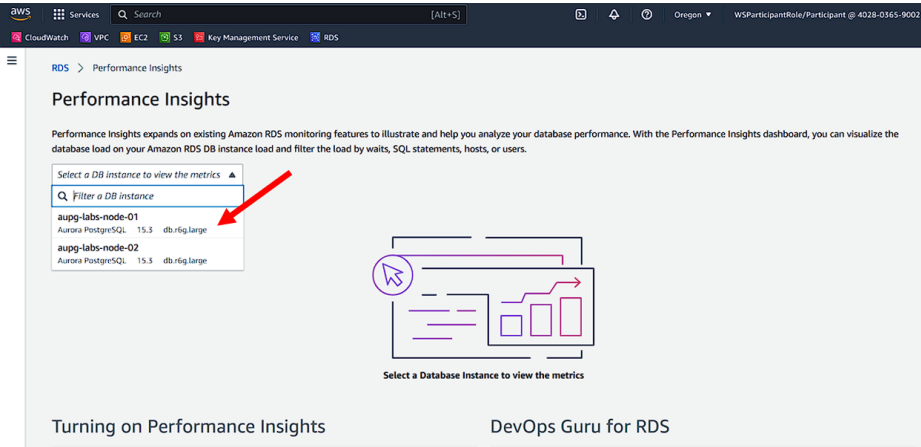 aws Services Search [Alt+S] Oregon ▼ WSParticipantRole/Participant @ 4028-0365-9002
CloudWatch VPC EC2 S3 Key Management Service RDS
RDS > Performance Insights
Performance Insights
Performance Insights expands on existing Amazon RDS monitoring features to illustrate and help you analyze your database performance. With the Performance Insights dashboard, you can visualize the
database load on your Amazon RDS DB instance load and filter the load by waits, SQL statements, hosts, or users.
Select a DB instance to view the metrics ▲
Filter a DB instance
aupg-labs-node-01
Aurora PostgreSQL 15.3 db.r6g.large
aupg-labs-node-02
Aurora PostgreSQL 15.3 db.r6g.large
Select a Database Instance to view the metrics
Turning on Performance Insights DevOps Guru for RDS